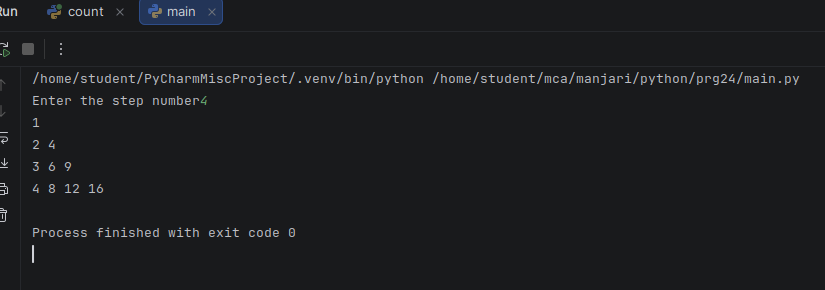 Run count × main ×
/home/student/PyCharmMiscProject/.venv/bin/python /home/student/mca/manjari/python/prg24/main.py
Enter the step number4
1
2 4
3 6 9
4 8 12 16
Process finished with exit code 0